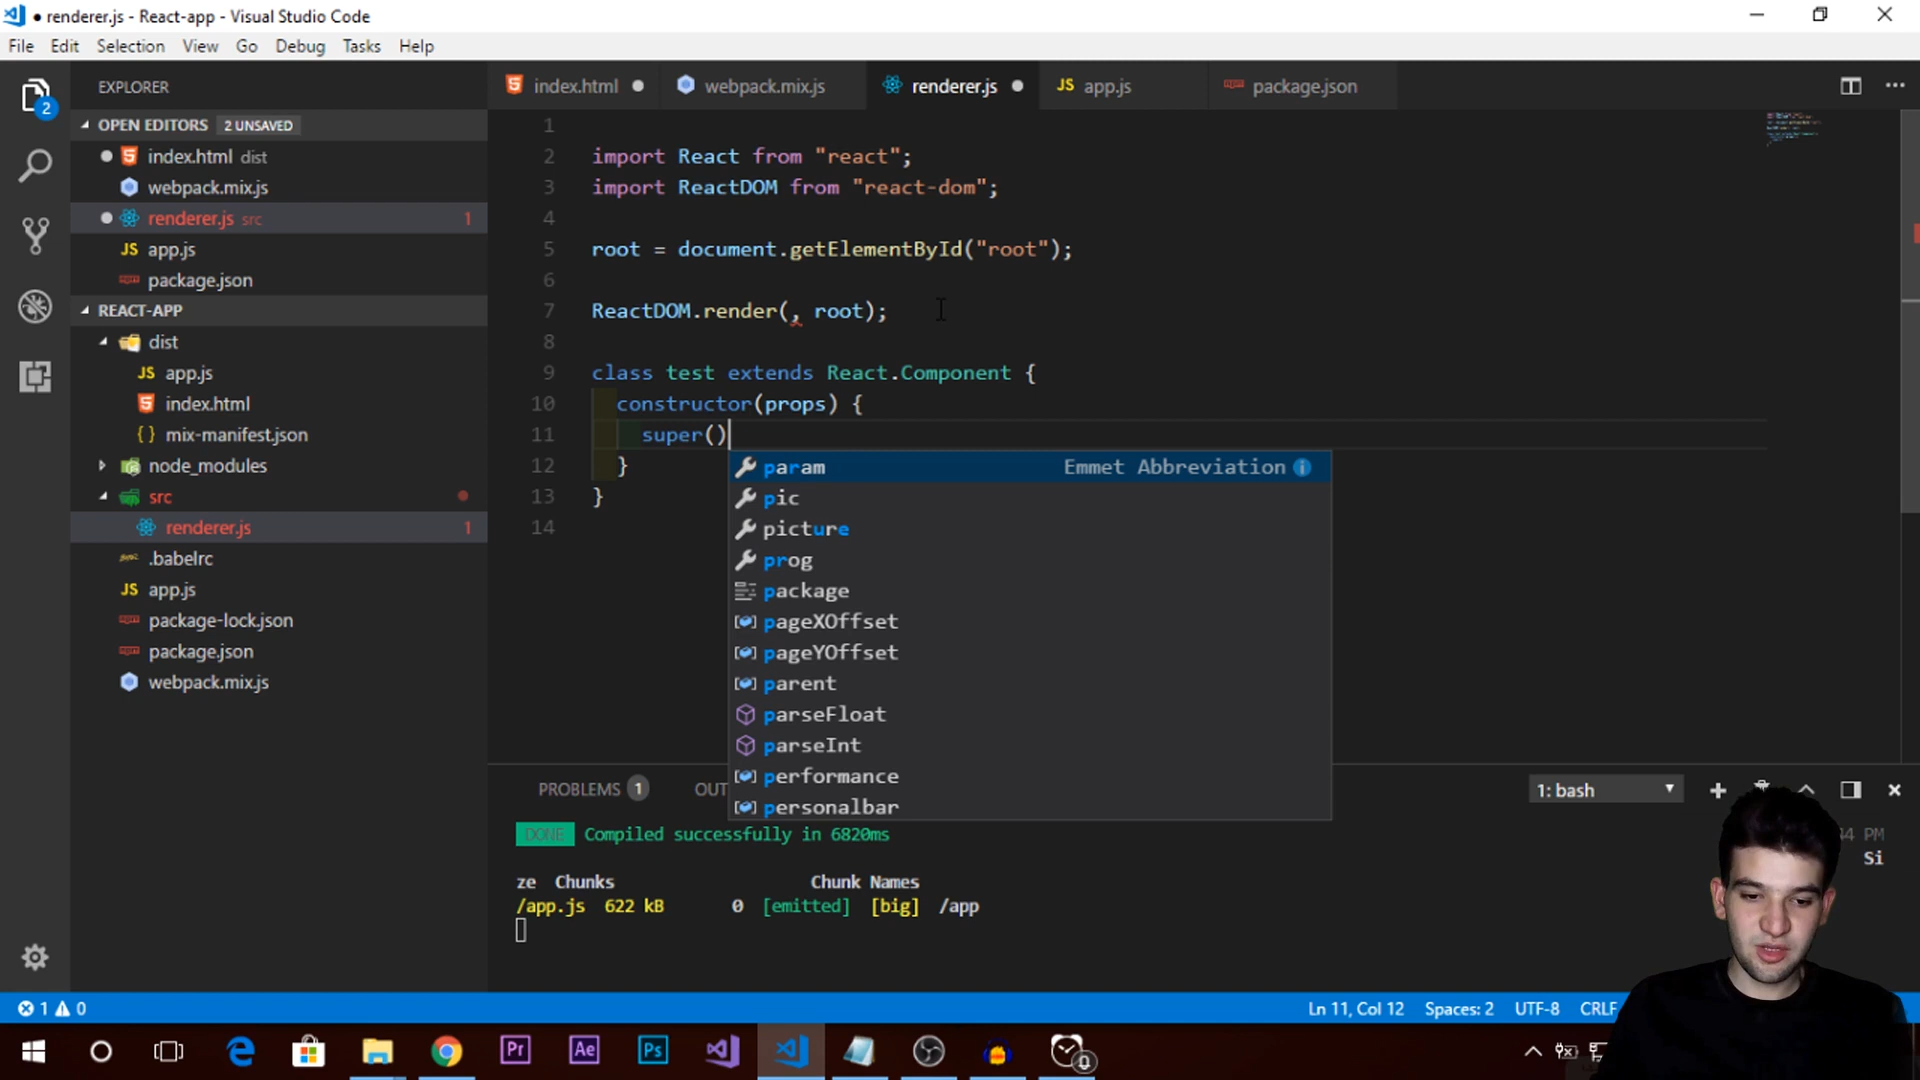 ● renderer.js - React-app - Visual Studio Code
File Edit Selection View Go Debug Tasks Help
2
EXPLORER
index.html
webpack.mix.js
renderer.js
JS app.js
package.json
OPEN EDITORS 2 UNSAVED
index.html dist
webpack.mix.js
renderer.js src 1
JS app.js
package.json
REACT-APP
dist
JS app.js
index.html
{ } mix-manifest.json
node_modules
src
renderer.js 1
.babelrc
JS app.js
package-lock.json
package.json
webpack.mix.js
1
2 import React from "react";
3 import ReactDOM from "react-dom";
4
5 root = document.getElementById("root");
6
7 ReactDOM.render(, root);
8
9 class test extends React.Component {
10 constructor(props) {
11 super()
12 }
13 }
14
param Emmet Abbreviation
pic
picture
prog
package
pageXOffset
pageYOffset
parent
parseFloat
parseInt
performance
personalbar
PROBLEMS 1 OUT
1: bash
DONE Compiled successfully in 6820ms
44 PM
Si
ze Chunks Chunk Names
/app.js 622 kB 0 [emitted] [big] /app
1 0
Ln 11, Col 12 Spaces: 2 UTF-8 CRLF
Pr Ae Ps